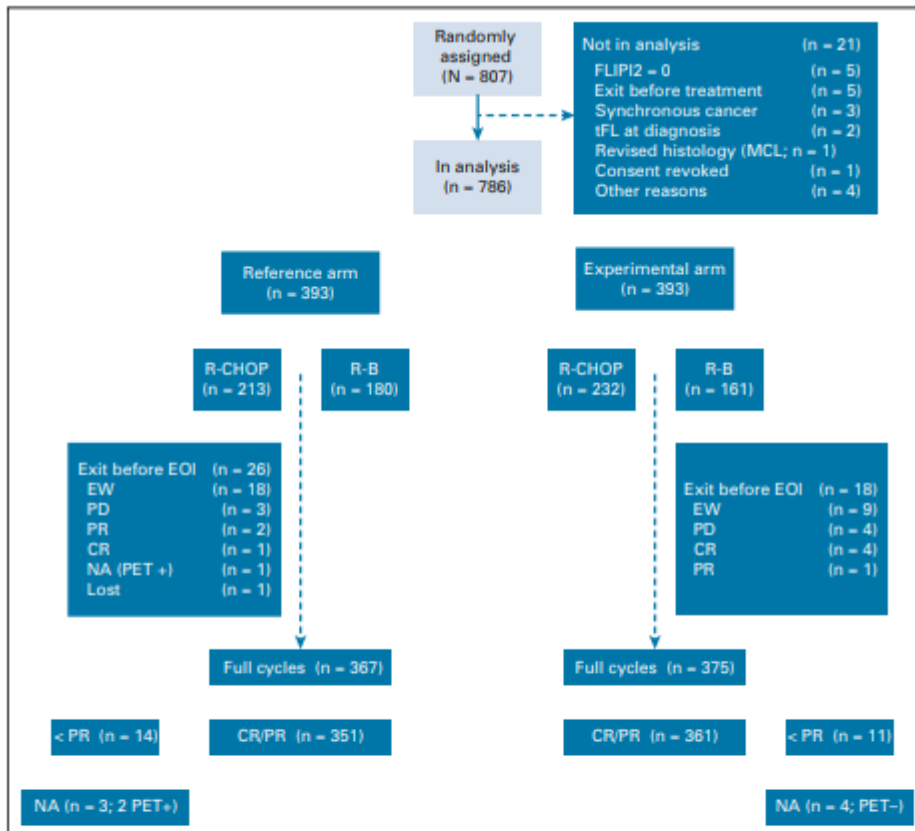 Randomly
assigned
(N = 807)
Not in analysis (n = 21)
FLIPI2 = 0 (n = 5)
Exit before treatment (n = 5)
Synchronous cancer (n = 3)
tFL at diagnosis (n = 2)
Revised histology (MCL; n = 1)
Consent revoked (n = 1)
Other reasons (n = 4)
In analysis
(n = 786)
Reference arm
(n = 393)
Experimental arm
(n = 393)
R-CHOP
(n = 213)
R-B
(n = 180)
R-CHOP
(n = 232)
R-B
(n = 161)
Exit before EOI (n = 26)
EW (n = 18)
PD (n = 3)
PR (n = 2)
CR (n = 1)
NA (PET +) (n = 1)
Lost (n = 1)
Exit before EOI (n = 18)
EW (n = 9)
PD (n = 4)
CR (n = 4)
PR (n = 1)
Full cycles (n = 367)
Full cycles (n = 375)
< PR (n = 14)
CR/PR (n = 351)
CR/PR (n = 361)
< PR (n = 11)
NA (n = 3; 2 PET+)
NA (n = 4; PET–)